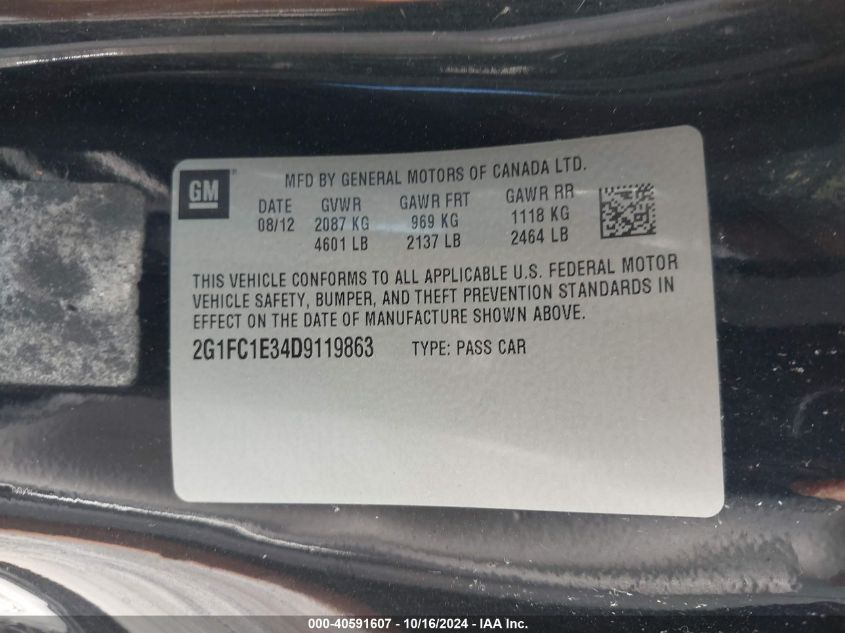 GM
MFD BY GENERAL MOTORS OF CANADA LTD.
DATE GVWR GAWR FRT GAWR RR
08/12 2087 KG 969 KG 1118 KG
4601 LB 2137 LB 2464 LB
THIS VEHICLE CONFORMS TO ALL APPLICABLE U.S. FEDERAL MOTOR
VEHICLE SAFETY, BUMPER, AND THEFT PREVENTION STANDARDS IN
EFFECT ON THE DATE OF MANUFACTURE SHOWN ABOVE.
2G1FC1E34D9119863 TYPE: PASS CAR
000-40591607 - 10/16/2024 - IAA Inc.